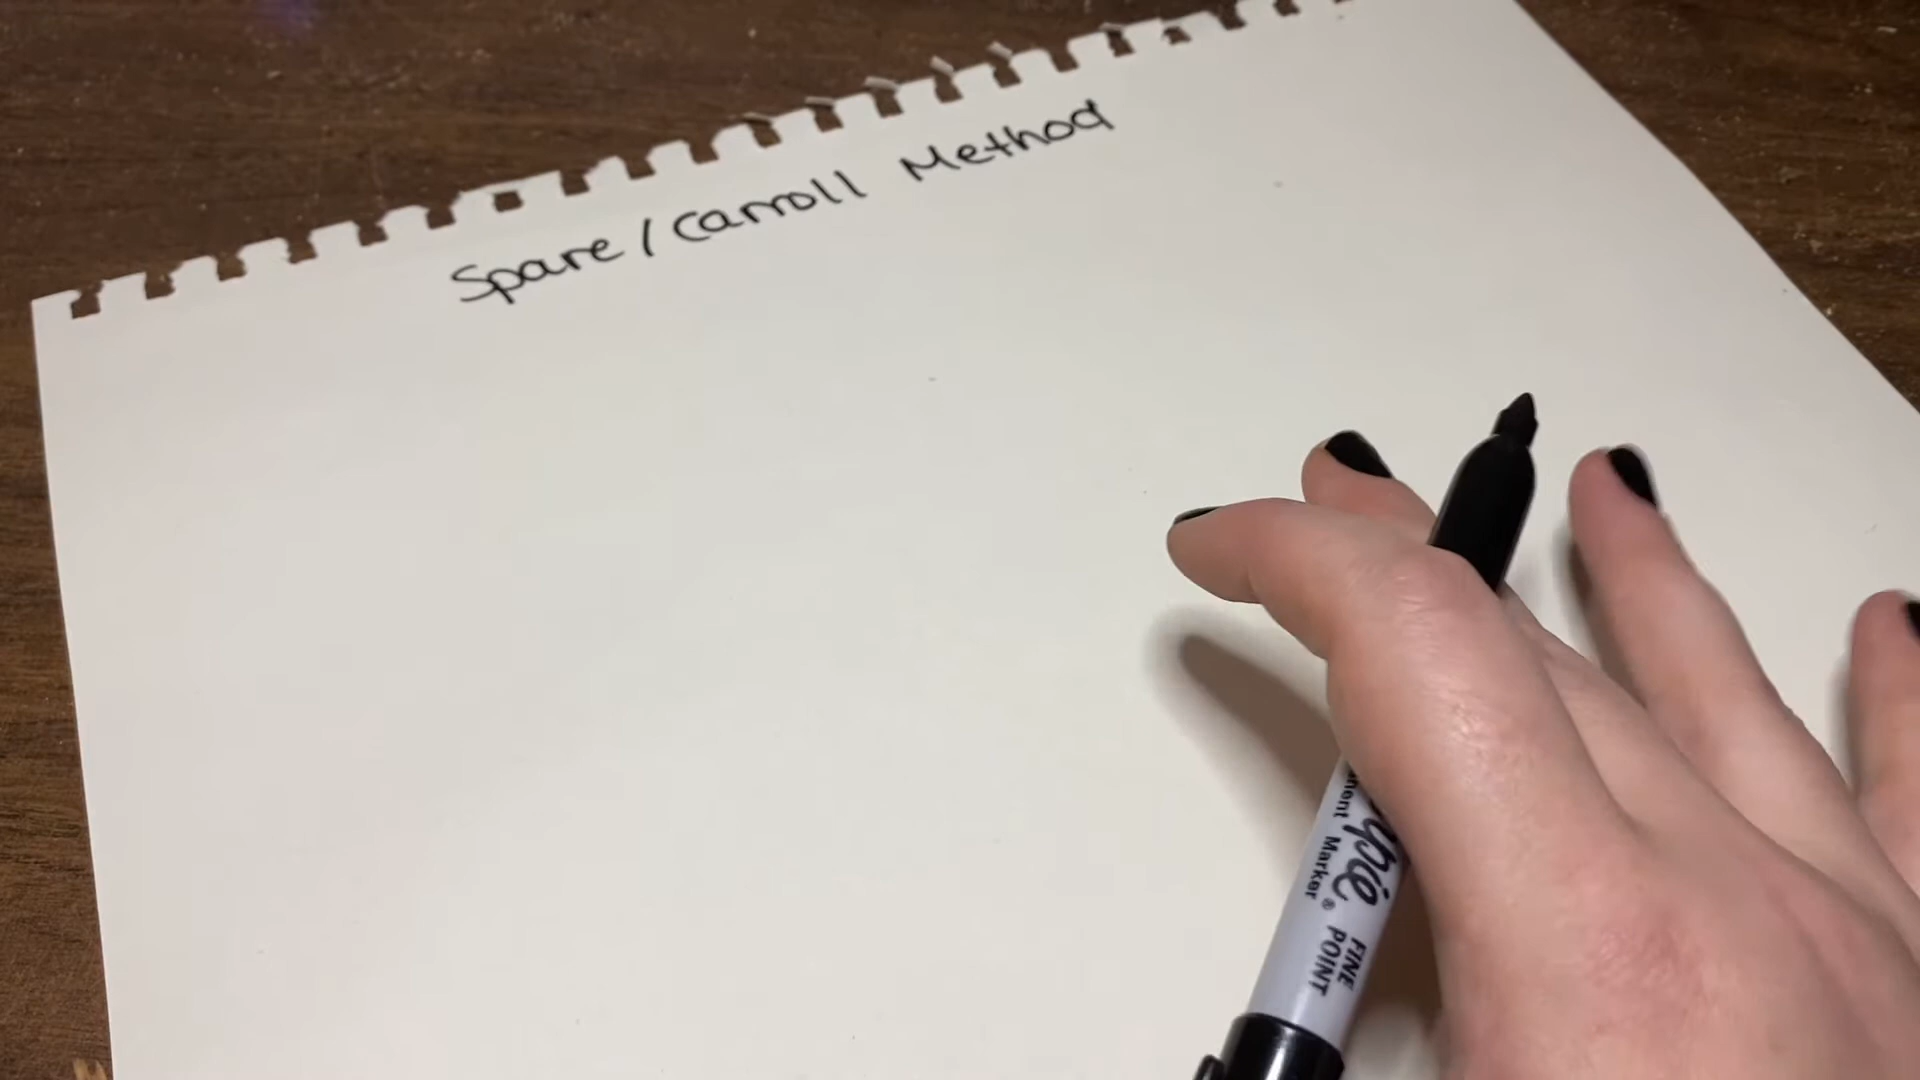 Spare / Carroll Method
Marker®
FINE
POINT